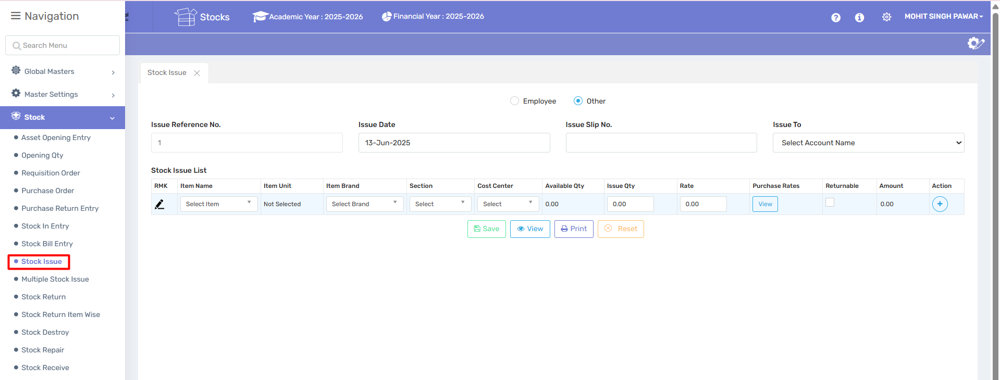 Navigation
Stocks
Academic Year : 2025-2026
Financial Year : 2025-2026
MOHIT SINGH PAWAR
Search Menu
Global Masters
Master Settings
Stock
Asset Opening Entry
Opening Qty
Requisition Order
Purchase Order
Purchase Return Entry
Stock In Entry
Stock Bill Entry
Stock Issue
Multiple Stock Issue
Stock Return
Stock Return Item Wise
Stock Destroy
Stock Repair
Stock Receive
Stock Issue
Employee Other
Issue Reference No. Issue Date Issue Slip No. Issue To
1 13-Jun-2025 Select Account Name
Stock Issue List
RMK Item Name Item Unit Item Brand Section Cost Center Available Qty Issue Qty Rate Purchase Rates Returnable Amount Action
Select Item Not Selected Select Brand Select Select 0.00 0.00 0.00 View 0.00
Save View Print Reset